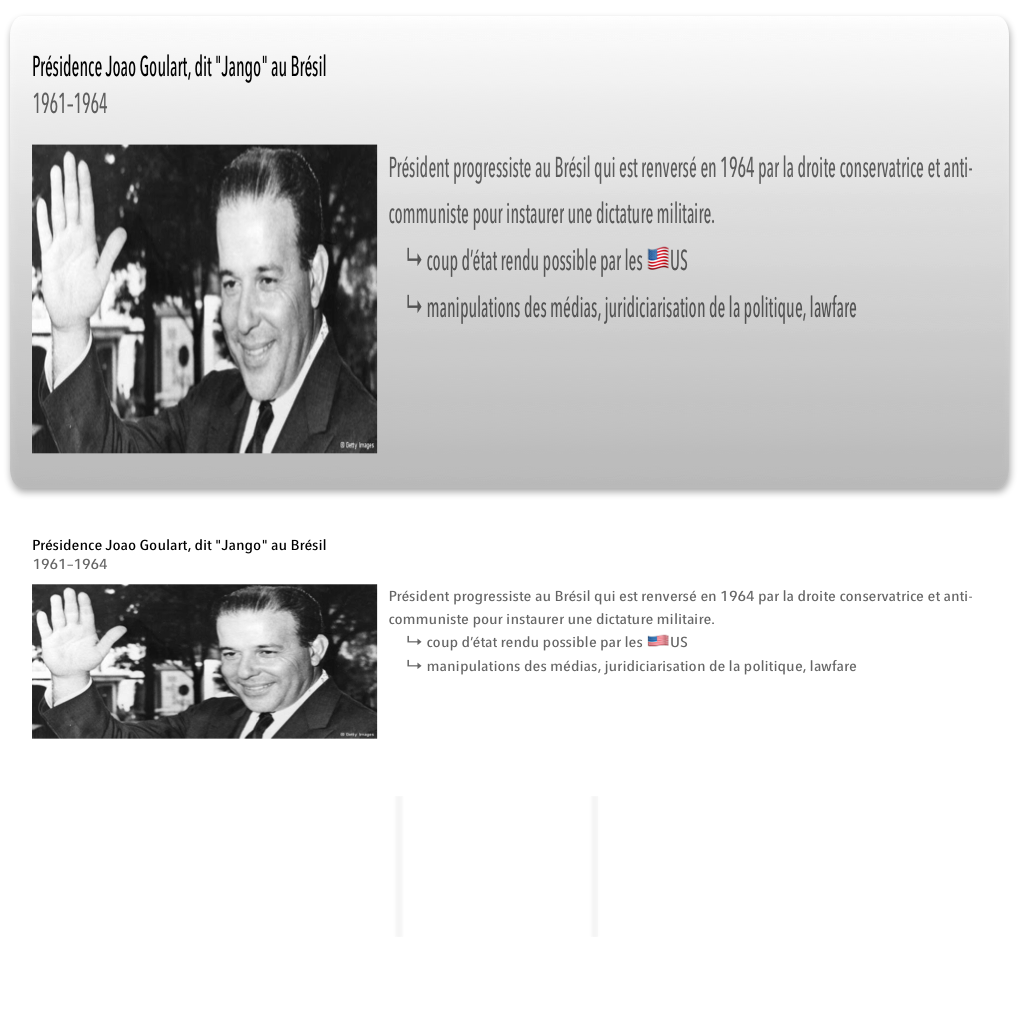 Présidence Joao Goulart, dit "Jango" au Brésil
1961–1964
Président progressiste au Brésil qui est renversé en 1964 par la droite conservatrice et anti-
communiste pour instaurer une dictature militaire.
↳ coup d’état rendu possible par les 🇺🇸US
↳ manipulations des médias, juridiciarisation de la politique, lawfare
© Getty Images
Présidence Joao Goulart, dit "Jango" au Brésil
1961–1964
Président progressiste au Brésil qui est renversé en 1964 par la droite conservatrice et anti-
communiste pour instaurer une dictature militaire.
↳ coup d’état rendu possible par les 🇺🇸US
↳ manipulations des médias, juridiciarisation de la politique, lawfare
© Getty Images